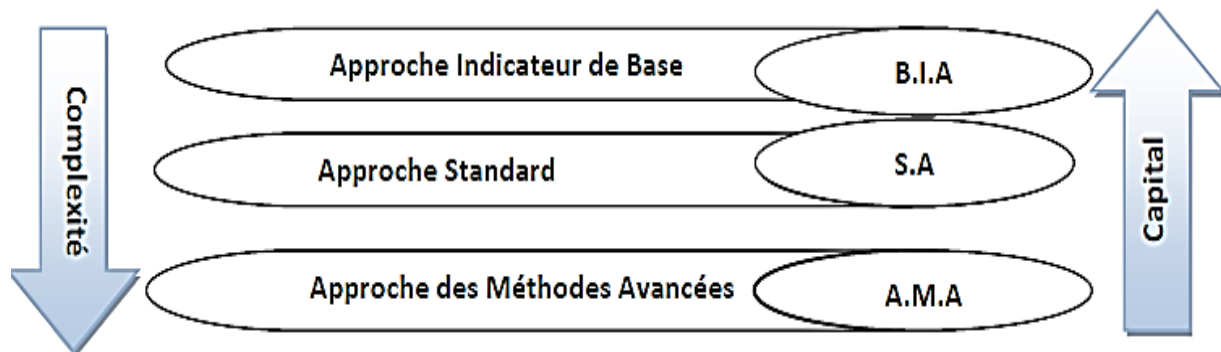 Approche Indicateur de Base
B.I.A
Complexité
Approche Standard
S.A
Capital
Approche des Méthodes Avancées
A.M.A